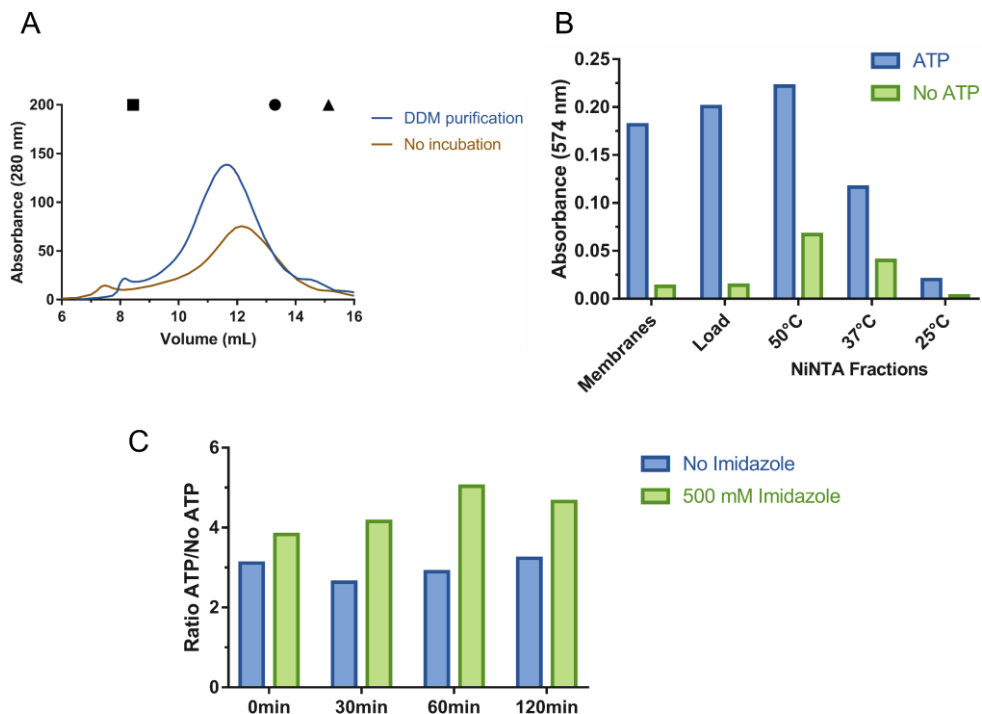 A
Absorbance (280 nm)
200
150
100
50
0
6 8 10 12 14 16
Volume (mL)
DDM purification
No incubation
B
Absorbance (574 nm)
0.25
0.20
0.15
0.10
0.05
0.00
Membranes Load 50°C 37°C 25°C
NiNTA Fractions
ATP
No ATP
C
Ratio ATP/No ATP
6
4
2
0
0min 30min 60min 120min
No Imidazole
500 mM Imidazole